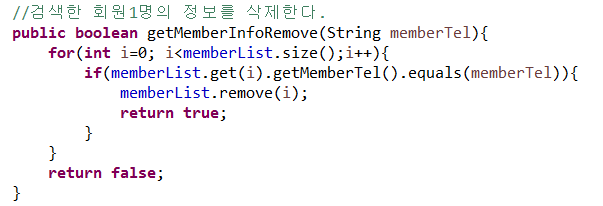 //검색한 회원1명의 정보를 삭제한다.
public boolean getMemberInfoRemove(String memberTel){
    for(int i=0; i<memberList.size();i++){
        if(memberList.get(i).getMemberTel().equals(memberTel)){
            memberList.remove(i);
            return true;
        }
    }
    return false;
}